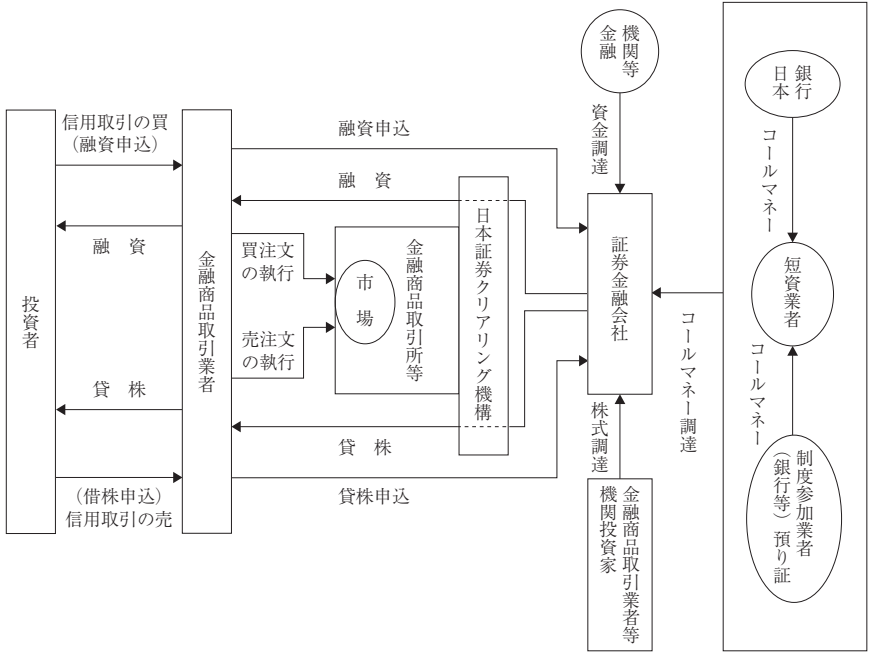 投資者
信用取引の買
（融資申込）
融　資
貸　株
（借株申込）
信用取引の売
金融商品取引業者
融資申込
融　資
買注文
の執行
売注文
の執行
貸　株
貸株申込
市場
金融商品取引所等
日本証券クリアリング機構
金融
機関等
資金調達
証券金融会社
株式調達
金融商品取引業者等
機関投資家
コールマネー調達
日本
銀行
コールマネー
短資業者
コールマネー
制度参加業者
（銀行等）預り証